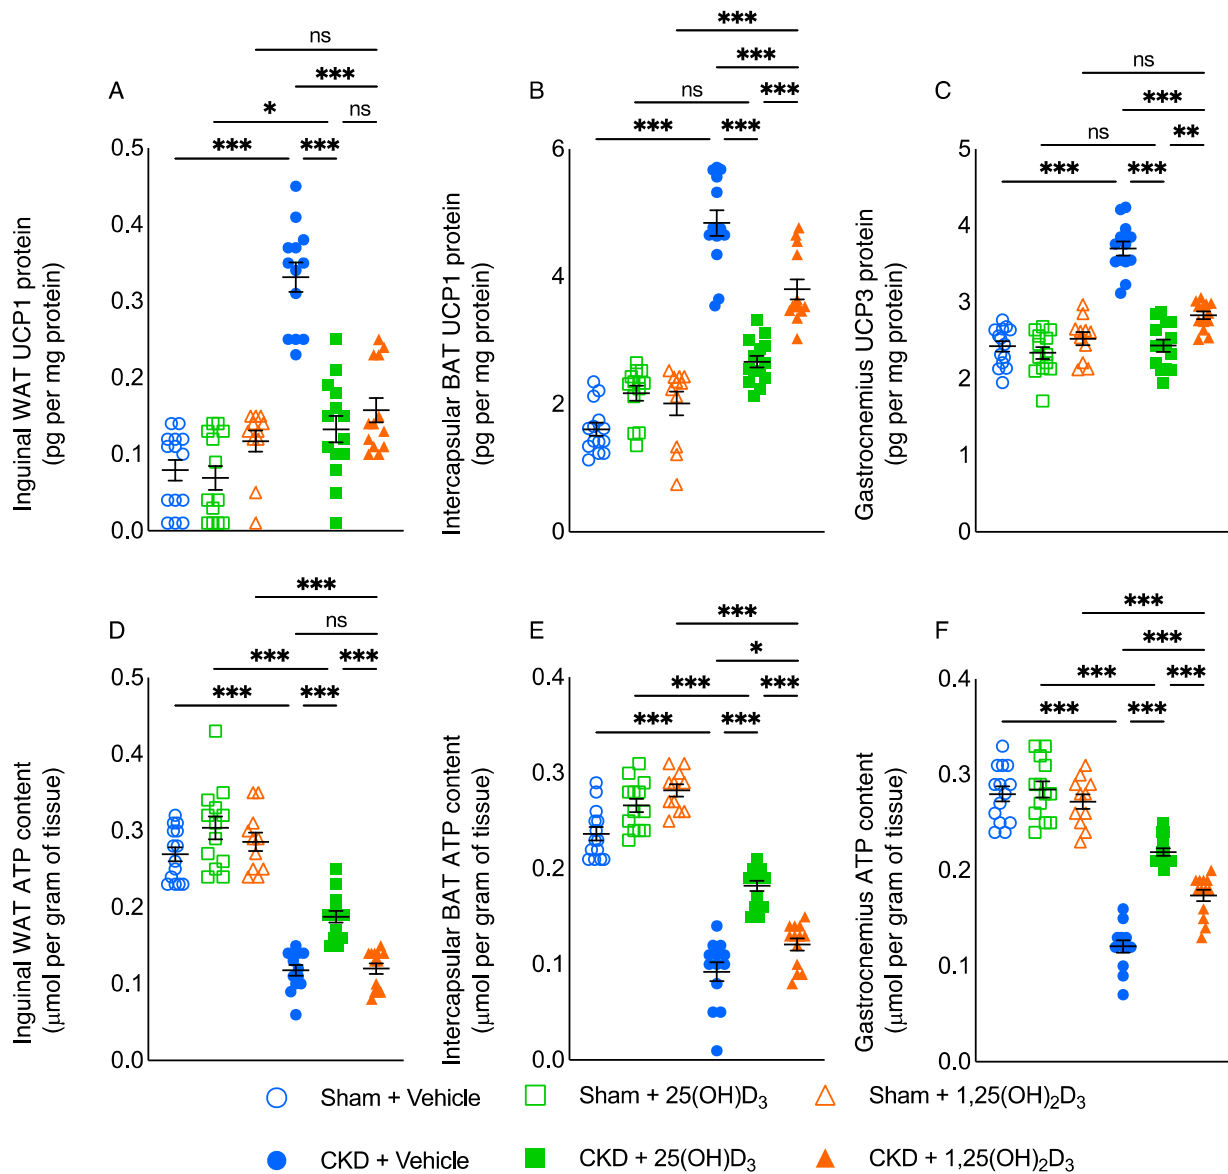 A
ns
***
* ns
*** ***
0.5
0.4
0.3
0.2
0.1
0.0
Inguinal WAT UCP1 protein
(pg per mg protein)
B
***
***
ns ***
*** ***
6
4
2
0
Intercapsular BAT UCP1 protein
(pg per mg protein)
C
ns
***
ns **
*** ***
5
4
3
2
1
0
Gastrocnemius UCP3 protein
(pg per mg protein)
D
***
ns
*** ***
*** ***
0.5
0.4
0.3
0.2
0.1
0.0
Inguinal WAT ATP content
(μmol per gram of tissue)
E
***
*
*** ***
*** ***
0.4
0.3
0.2
0.1
0.0
Intercapsular BAT ATP content
(μmol per gram of tissue)
F
***
***
*** ***
*** ***
0.4
0.3
0.2
0.1
0.0
Gastrocnemius ATP content
(μmol per gram of tissue)
Sham + Vehicle Sham + 25(OH)D₃ Sham + 1,25(OH)₂D₃
CKD + Vehicle CKD + 25(OH)D₃ CKD + 1,25(OH)₂D₃